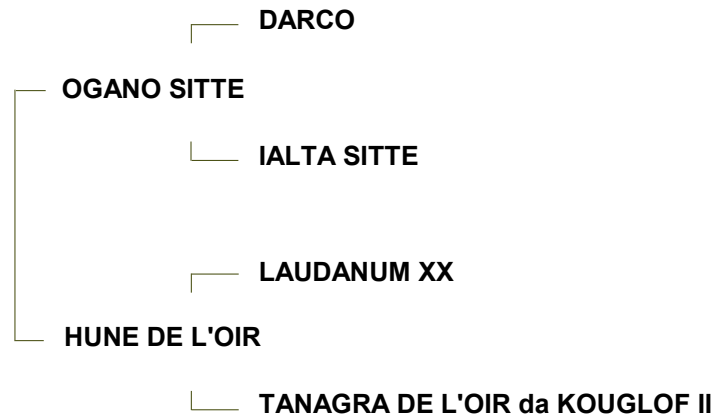 DARCO
OGANO SITTE
IALTA SITTE
LAUDANUM XX
HUNE DE L'OIR
TANAGRA DE L'OIR da KOUGLOF II